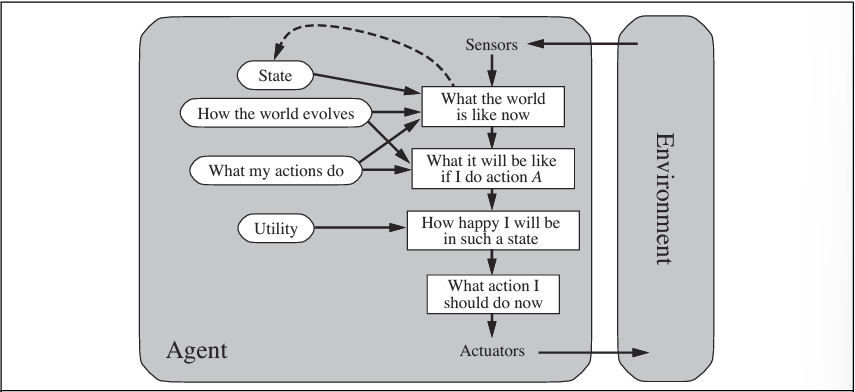 Sensors
State
What the world
is like now
How the world evolves
What it will be like
if I do action A
What my actions do
How happy I will be
in such a state
Utility
What action I
should do now
Agent
Actuators
Environment